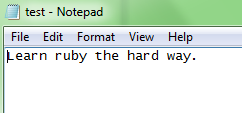 test - Notepad
File Edit Format View Help
Learn ruby the hard way.